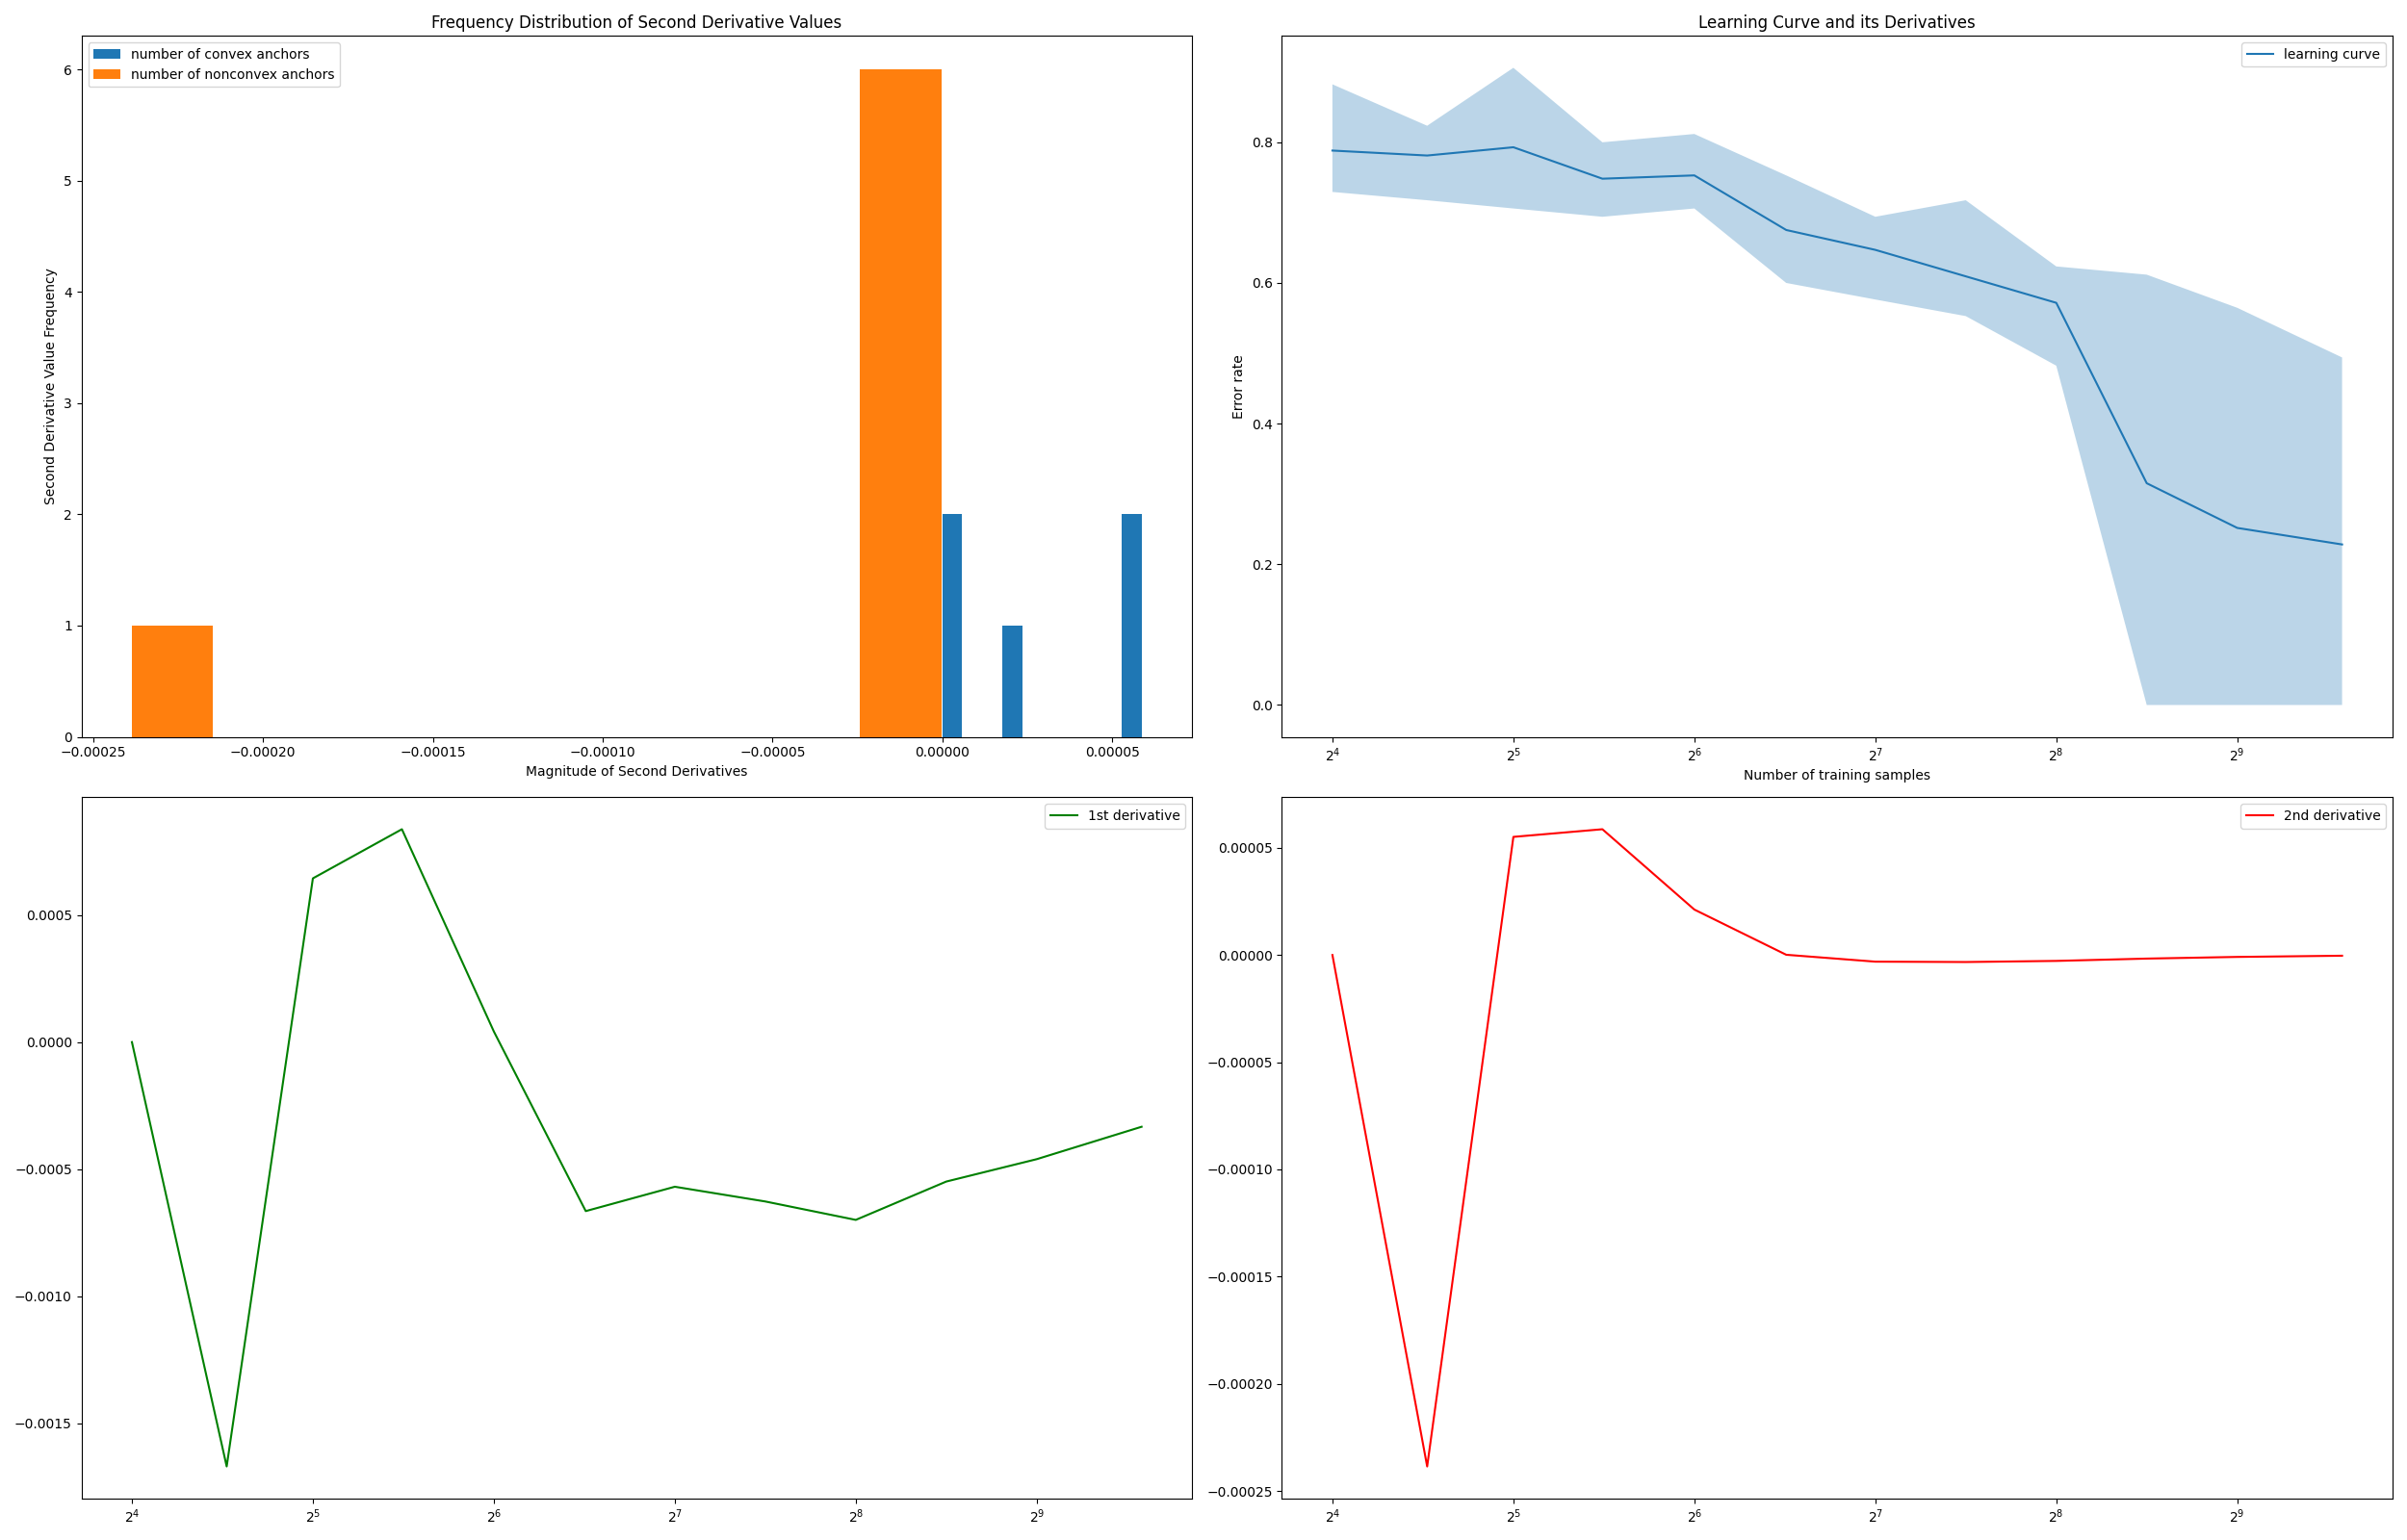 Frequency Distribution of Second Derivative Values
number of convex anchors
number of nonconvex anchors
Second Derivative Value Frequency
6
5
4
3
2
1
0
−0.00025 −0.00020 −0.00015 −0.00010 −0.00005 0.00000 0.00005
Magnitude of Second Derivatives
Learning Curve and its Derivatives
learning curve
Error rate
0.8
0.6
0.4
0.2
0.0
2⁴ 2⁵ 2⁶ 2⁷ 2⁸ 2⁹
Number of training samples
1st derivative
0.0005
0.0000
−0.0005
−0.0010
−0.0015
2⁴ 2⁵ 2⁶ 2⁷ 2⁸ 2⁹
2nd derivative
0.00005
0.00000
−0.00005
−0.00010
−0.00015
−0.00020
−0.00025
2⁴ 2⁵ 2⁶ 2⁷ 2⁸ 2⁹